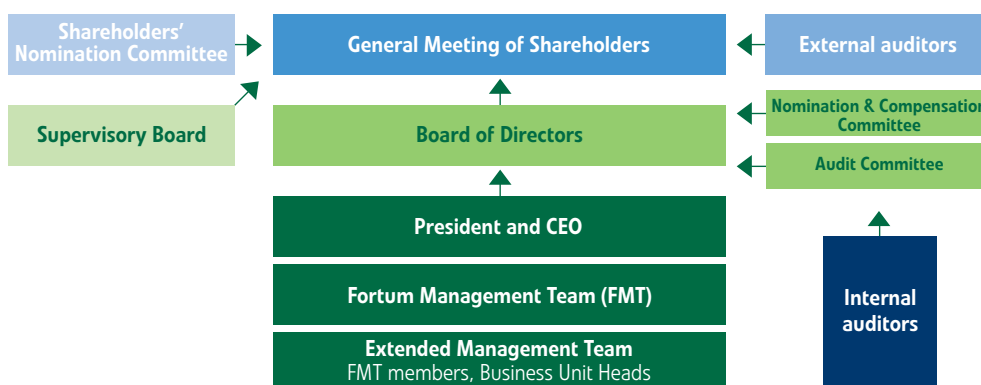 Shareholders’
Nomination Committee
General Meeting of Shareholders
External auditors
Supervisory Board
Board of Directors
Nomination & Compensation
Committee
Audit Committee
President and CEO
Fortum Management Team (FMT)
Extended Management Team
FMT members, Business Unit Heads
Internal
auditors